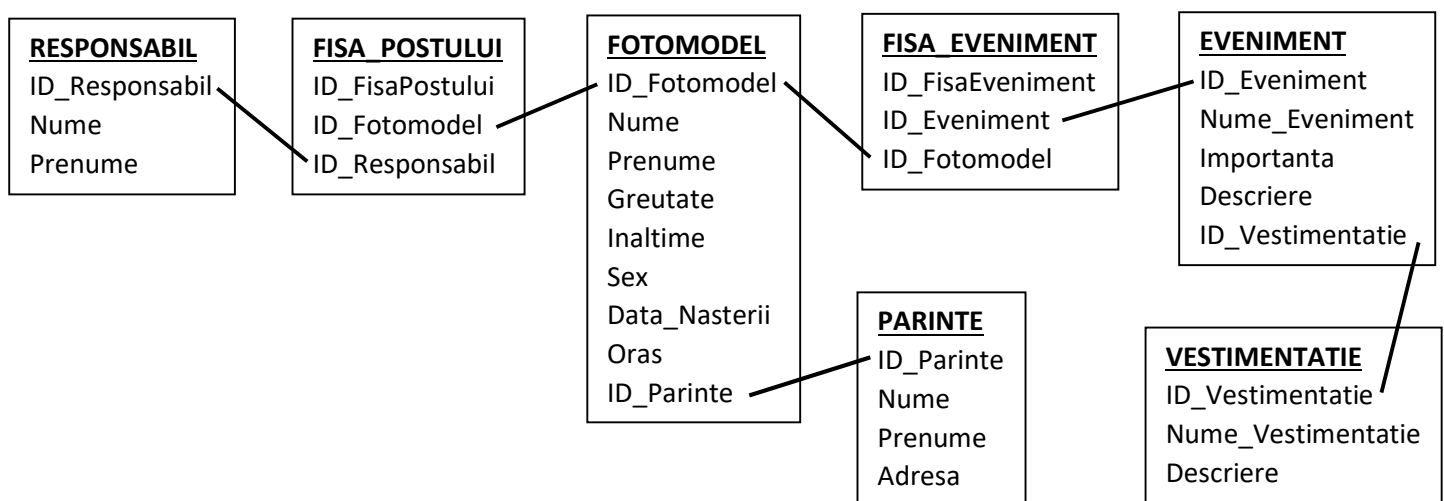 RESPONSABIL
ID_Responsabil
Nume
Prenume
FISA_POSTULUI
ID_FisaPostului
ID_Fotomodel
ID_Responsabil
FOTOMODEL
ID_Fotomodel
Nume
Prenume
Greutate
Inaltime
Sex
Data_Nasterii
Oras
ID_Parinte
FISA_EVENIMENT
ID_FisaEveniment
ID_Eveniment
ID_Fotomodel
EVENIMENT
ID_Eveniment
Nume_Eveniment
Importanta
Descriere
ID_Vestimentatie
PARINTE
ID_Parinte
Nume
Prenume
Adresa
VESTIMENTATIE
ID_Vestimentatie
Nume_Vestimentatie
Descriere